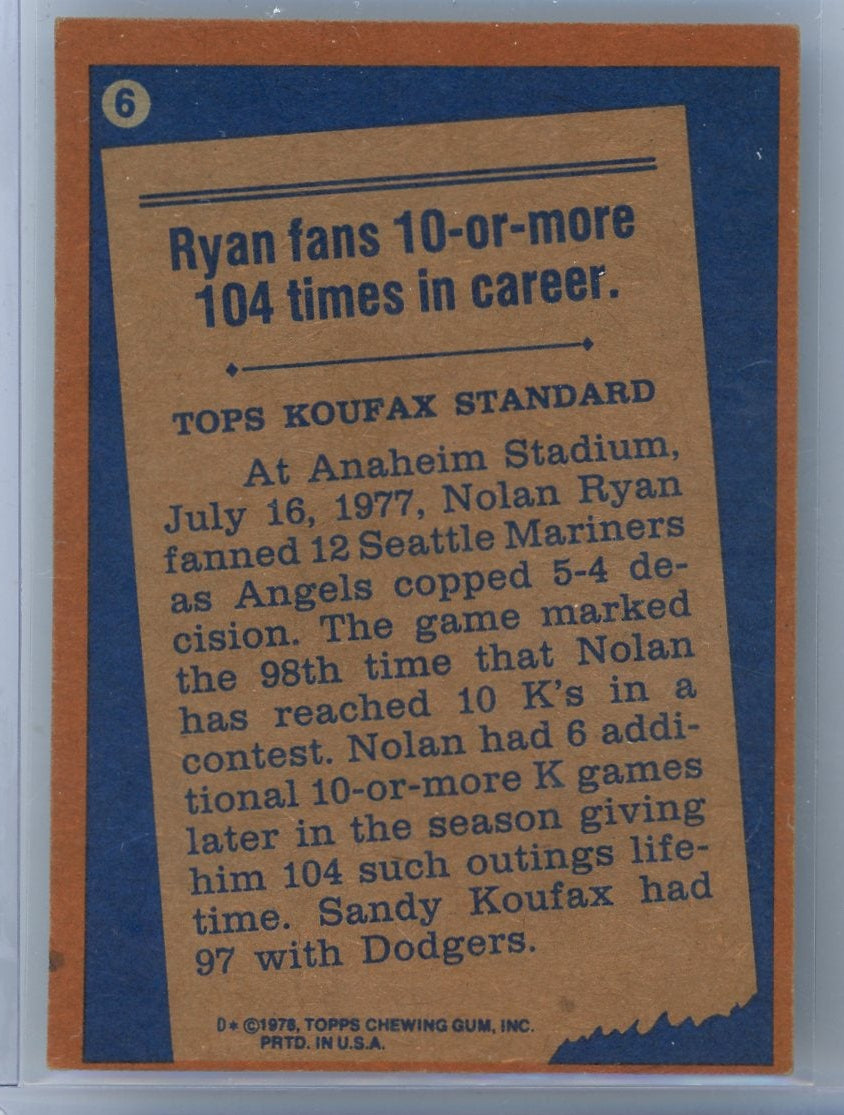 6
Ryan fans 10-or-more
104 times in career.
TOPS KOUFAX STANDARD
At Anaheim Stadium,
July 16, 1977, Nolan Ryan
fanned 12 Seattle Mariners
as Angels copped 5-4 de-
cision. The game marked
the 98th time that Nolan
has reached 10 K's in a
contest. Nolan had 6 addi-
tional 10-or-more K games
later in the season giving
him 104 such outings life-
time. Sandy Koufax had
97 with Dodgers.
D* ©1978, TOPPS CHEWING GUM, INC.
PRTD. IN U.S.A.